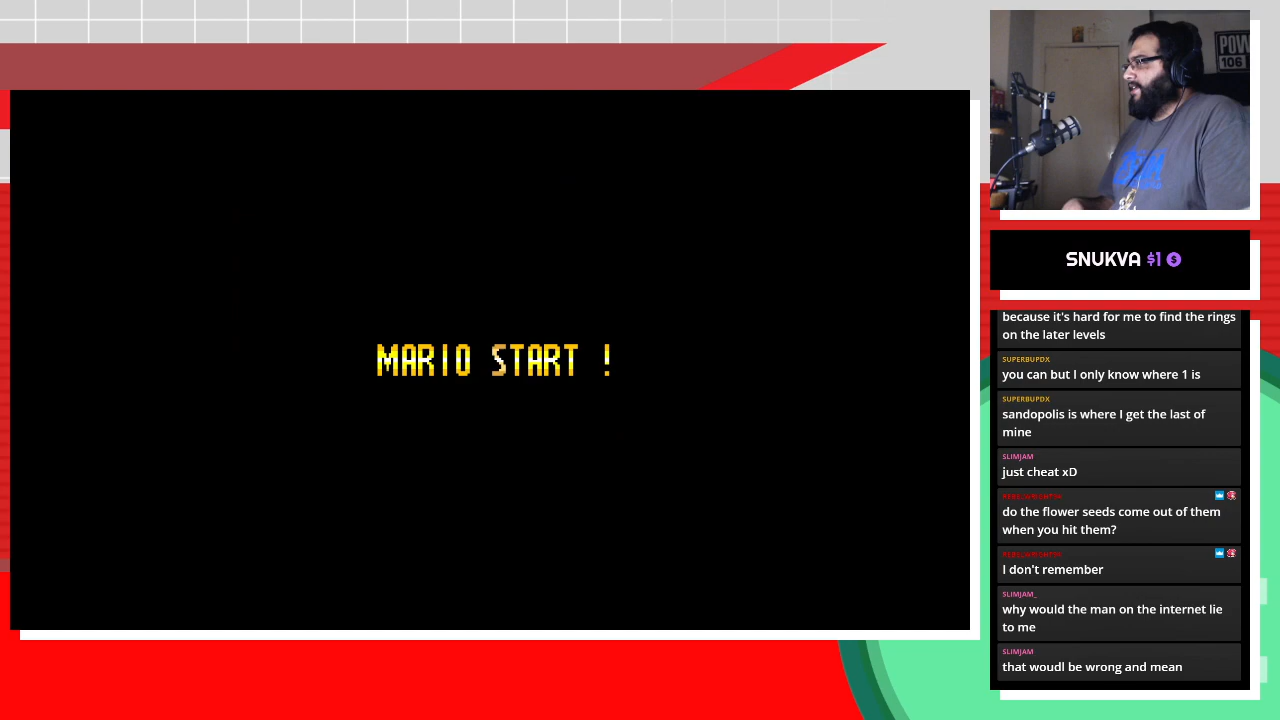 MARIO START !
POW
106
SNUKVA $1
because it's hard for me to find the rings
on the later levels
SUPERBUPDX
you can but I only know where 1 is
SUPERBUPDX
sandopolis is where I get the last of
mine
SLIMJAM
just cheat xD
do the flower seeds come out of them
when you hit them?
I don't remember
SLIMJAM_
why would the man on the internet lie
to me
SLIMJAM
that woudl be wrong and mean